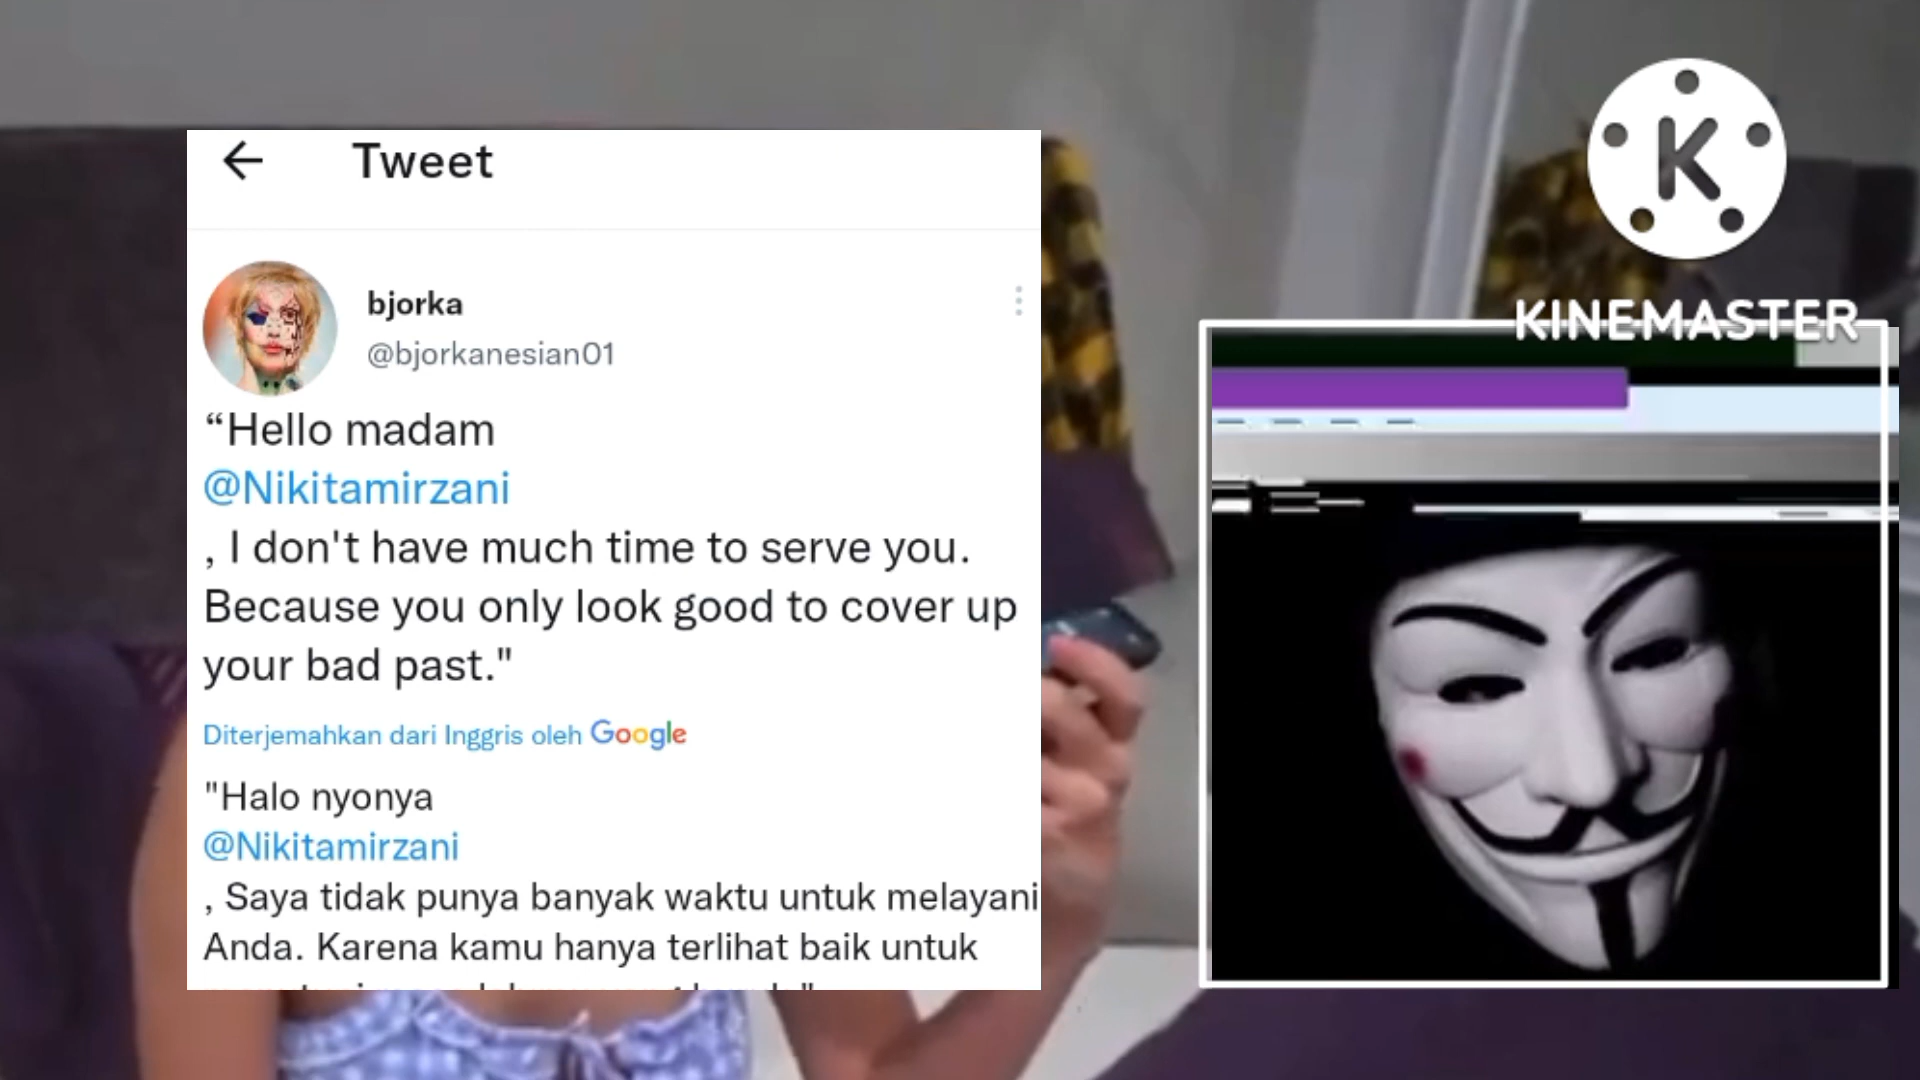 Tweet
bjorka
@bjorkanesian01
“Hello madam
@Nikitamirzani
, I don't have much time to serve you.
Because you only look good to cover up
your bad past."
Diterjemahkan dari Inggris oleh Google
"Halo nyonya
@Nikitamirzani
, Saya tidak punya banyak waktu untuk melayani
Anda. Karena kamu hanya terlihat baik untuk
K
KINEMASTER